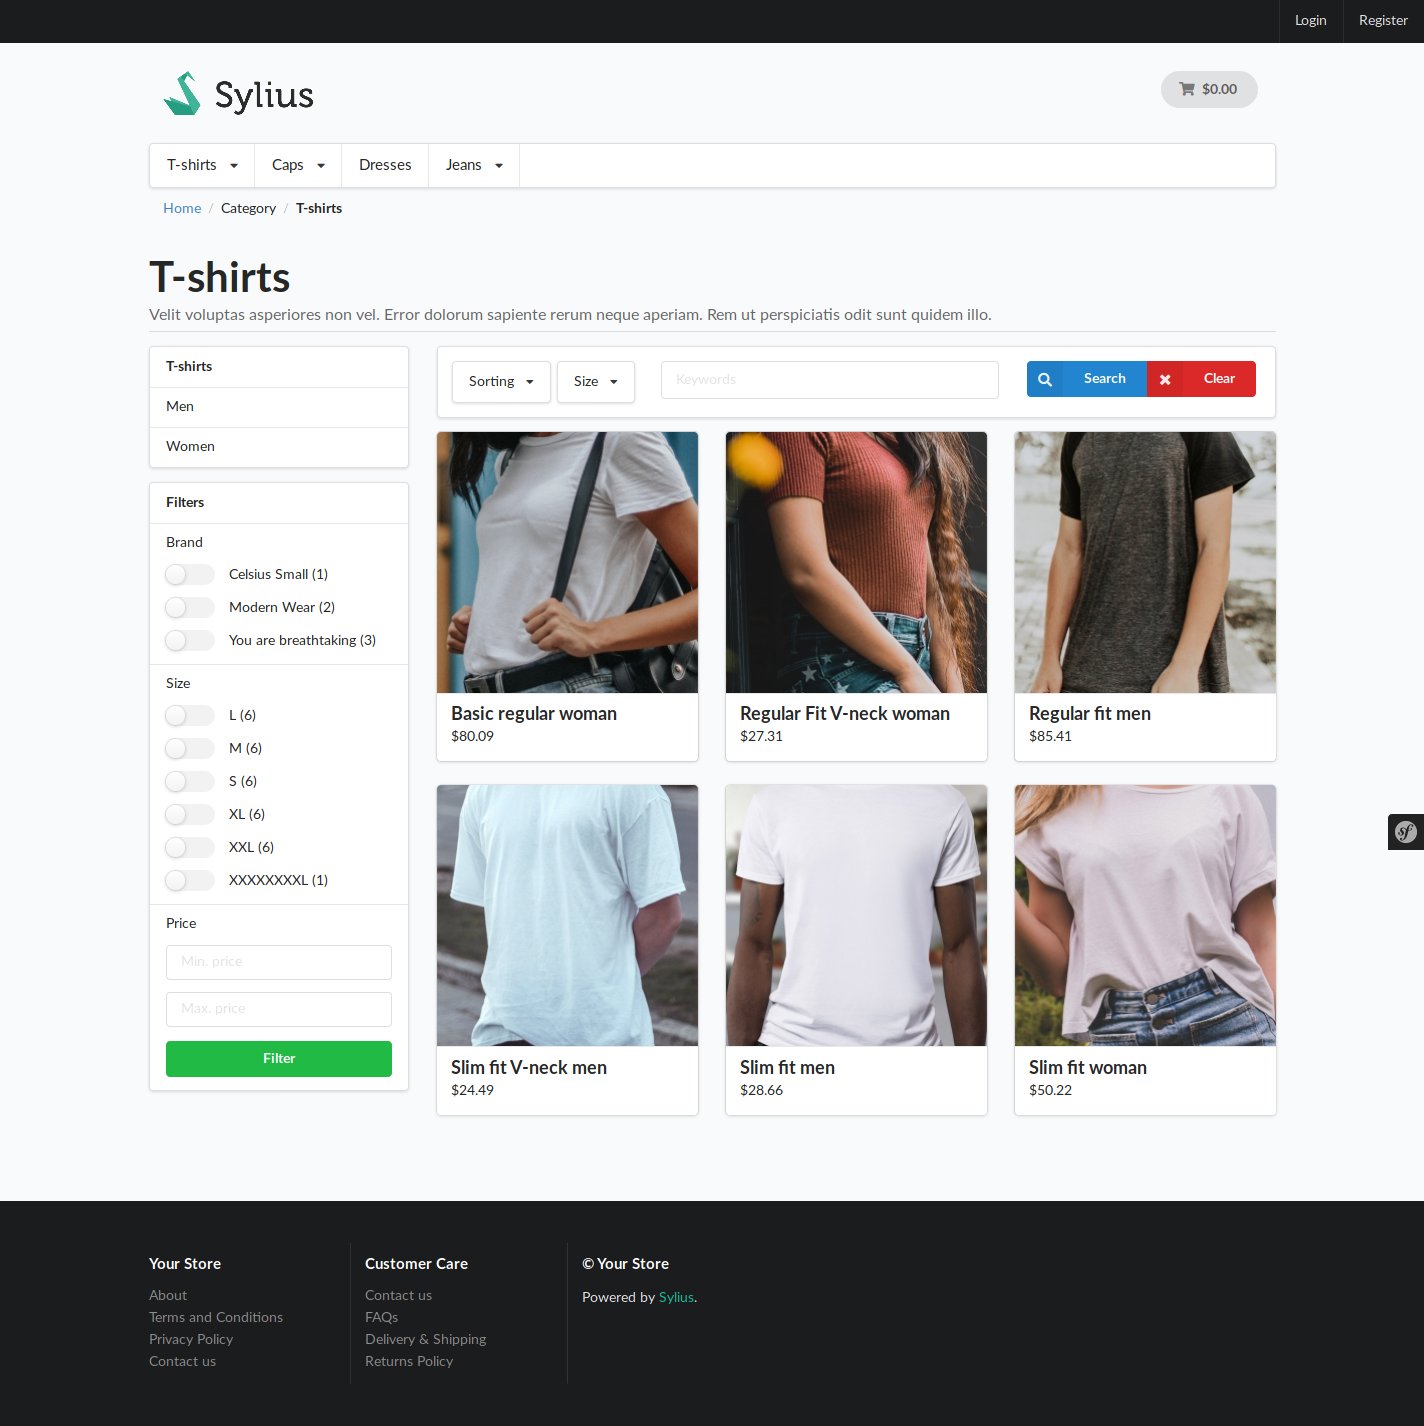 Login Register
Sylius
$0.00
T-shirts Caps Dresses Jeans
Home / Category / T-shirts
T-shirts
Velit voluptas asperiores non vel. Error dolorum sapiente rerum neque aperiam. Rem ut perspiciatis odit sunt quidem illo.
T-shirts
Men
Women
Filters
Brand
Celsius Small (1)
Modern Wear (2)
You are breathtaking (3)
Size
L (6)
M (6)
S (6)
XL (6)
XXL (6)
XXXXXXXXL (1)
Price
Min. price
Max. price
Filter
Sorting Size Keywords Search Clear
Basic regular woman
$80.09
Regular Fit V-neck woman
$27.31
Regular fit men
$85.41
Slim fit V-neck men
$24.49
Slim fit men
$28.66
Slim fit woman
$50.22
sf
Your Store
About
Terms and Conditions
Privacy Policy
Contact us
Customer Care
Contact us
FAQs
Delivery & Shipping
Returns Policy
© Your Store
Powered by Sylius.